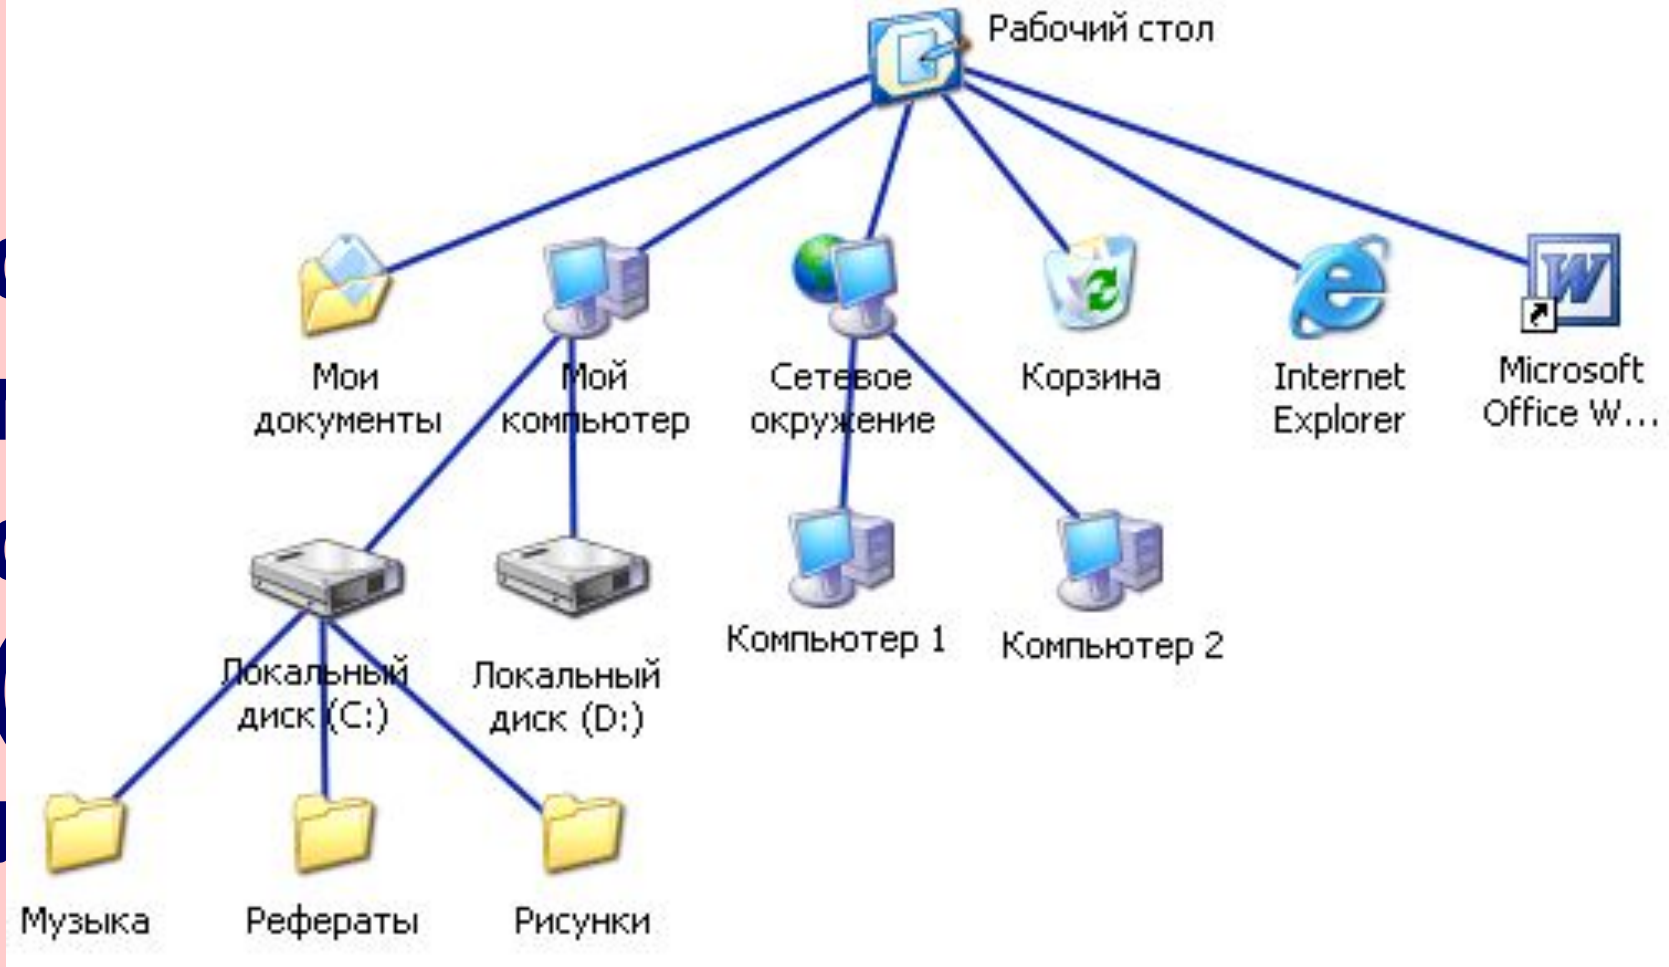 Рабочий стол
Мои
документы
Мой
компьютер
Сетевое
окружение
Корзина
Internet
Explorer
Microsoft
Office W...
Локальный
диск (C:)
Локальный
диск (D:)
Компьютер 1
Компьютер 2
Музыка
Рефераты
Рисунки